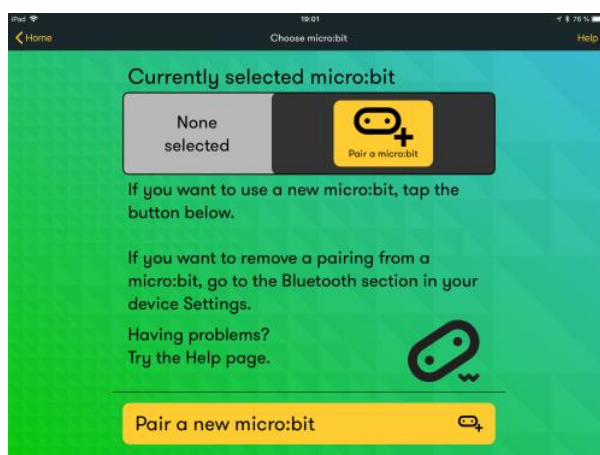 iPad 19:01 76 %
Home Choose micro:bit Help
Currently selected micro:bit
None
selected
Pair a micro:bit
If you want to use a new micro:bit, tap the
button below.
If you want to remove a pairing from a
micro:bit, go to the Bluetooth section in your
device Settings.
Having problems?
Try the Help page.
Pair a new micro:bit